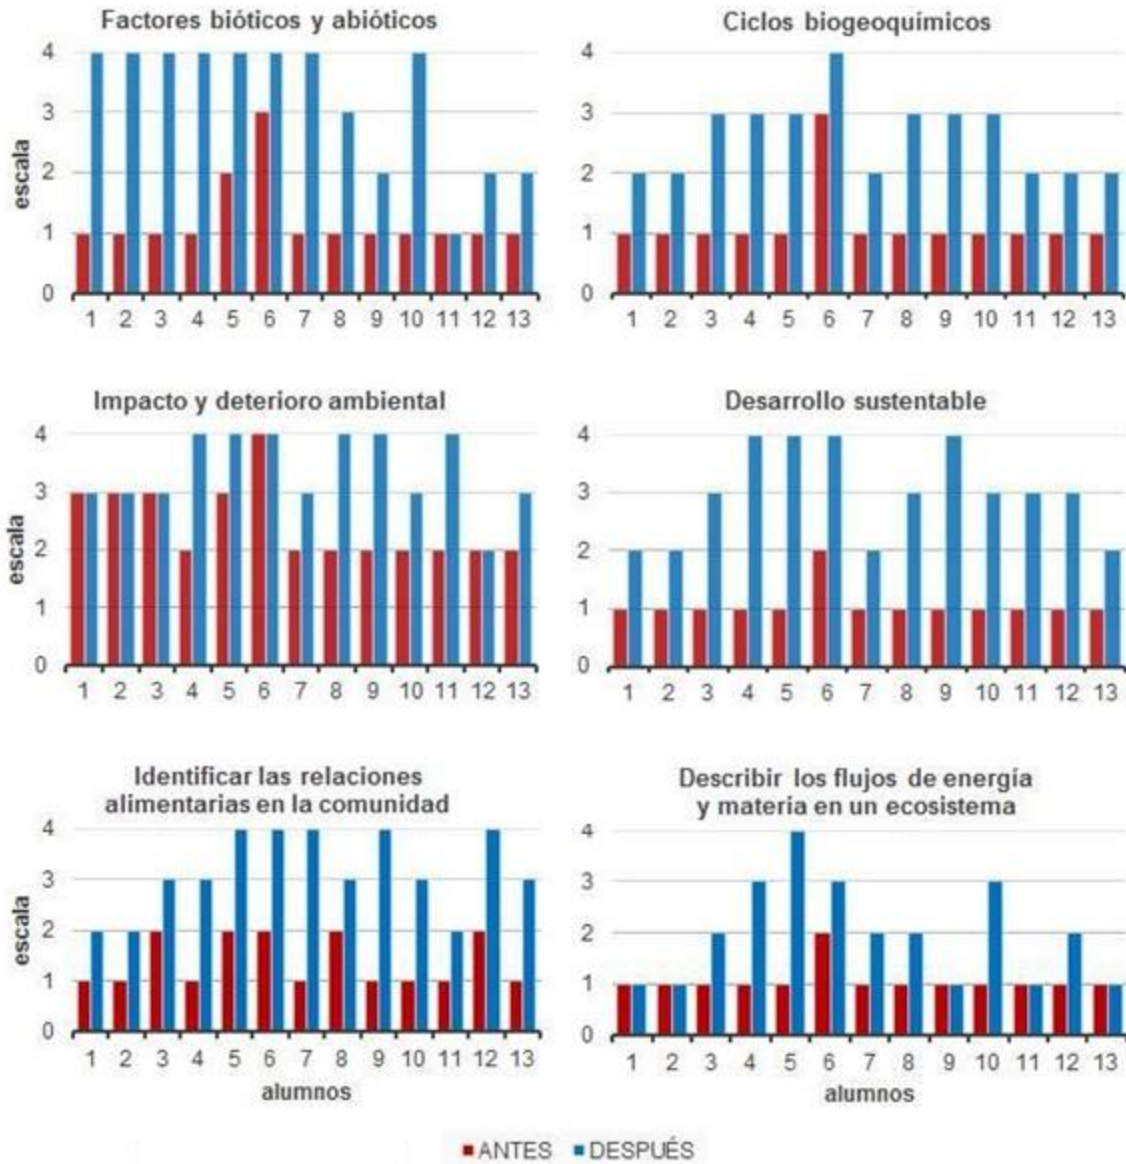 Factores bióticos y abióticos
4
3
2
1
0
escala
1 2 3 4 5 6 7 8 9 10 11 12 13
Ciclos biogeoquímicos
4
3
2
1
0
1 2 3 4 5 6 7 8 9 10 11 12 13
Impacto y deterioro ambiental
4
3
2
1
0
escala
1 2 3 4 5 6 7 8 9 10 11 12 13
Desarrollo sustentable
4
3
2
1
0
1 2 3 4 5 6 7 8 9 10 11 12 13
Identificar las relaciones
alimentarias en la comunidad
4
3
2
1
0
escala
1 2 3 4 5 6 7 8 9 10 11 12 13
alumnos
Describir los flujos de energía
y materia en un ecosistema
4
3
2
1
0
1 2 3 4 5 6 7 8 9 10 11 12 13
alumnos
ANTES DESPUÉS